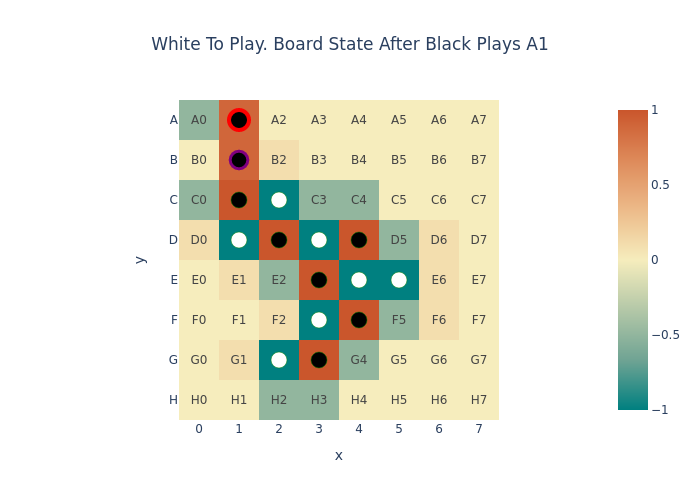 White To Play. Board State After Black Plays A1
A A0 A2 A3 A4 A5 A6 A7 1
B B0 B2 B3 B4 B5 B6 B7
0.5
C C0 C3 C4 C5 C6 C7
D D0 D5 D6 D7
y 0
E E0 E1 E2 E6 E7
F F0 F1 F2 F5 F6 F7
−0.5
G G0 G1 G4 G5 G6 G7
H H0 H1 H2 H3 H4 H5 H6 H7
−1
0 1 2 3 4 5 6 7
x